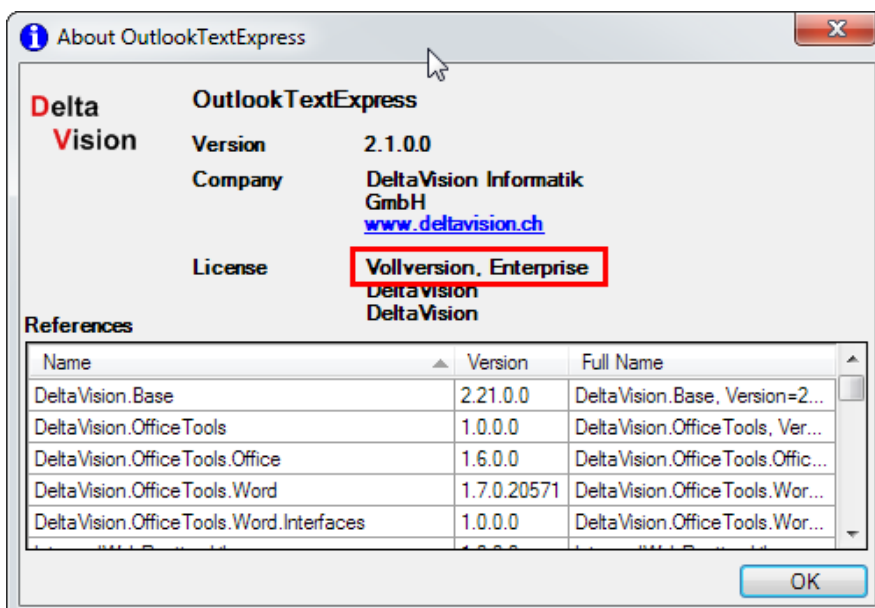 About OutlookTextExpress
Delta
Vision
OutlookTextExpress
Version 2.1.0.0
Company DeltaVision Informatik
GmbH
www.deltavision.ch
License Vollversion, Enterprise
DeltaVision
DeltaVision
References
Name Version Full Name
DeltaVision.Base 2.21.0.0 DeltaVision.Base, Version=2...
DeltaVision.OfficeTools 1.0.0.0 DeltaVision.OfficeTools, Ver...
DeltaVision.OfficeTools.Office 1.6.0.0 DeltaVision.OfficeTools.Offic...
DeltaVision.OfficeTools.Word 1.7.0.20571 DeltaVision.OfficeTools.Wor...
DeltaVision.OfficeTools.Word.Interfaces 1.0.0.0 DeltaVision.OfficeTools.Wor...
OK